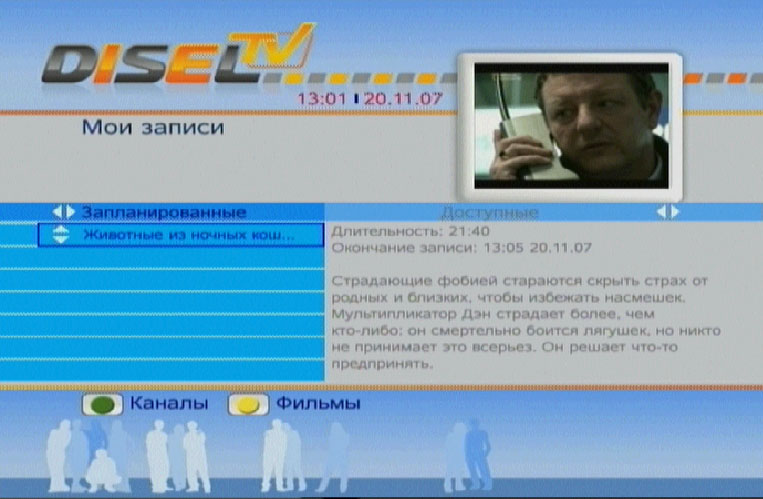 DISELTV
13:01 20.11.07
Мои записи
Запланированные
Доступные
Животные из ночных кош...
Длительность: 21:40
Окончание записи: 13:05 20.11.07
Страдающие фобией стараются скрыть страх от
родных и близких, чтобы избежать насмешек.
Мультипликатор Дэн страдает более, чем
кто-либо: он смертельно боится лягушек, но никто
не принимает это всерьез. Он решает что-то
предпринять.
Каналы
Фильмы